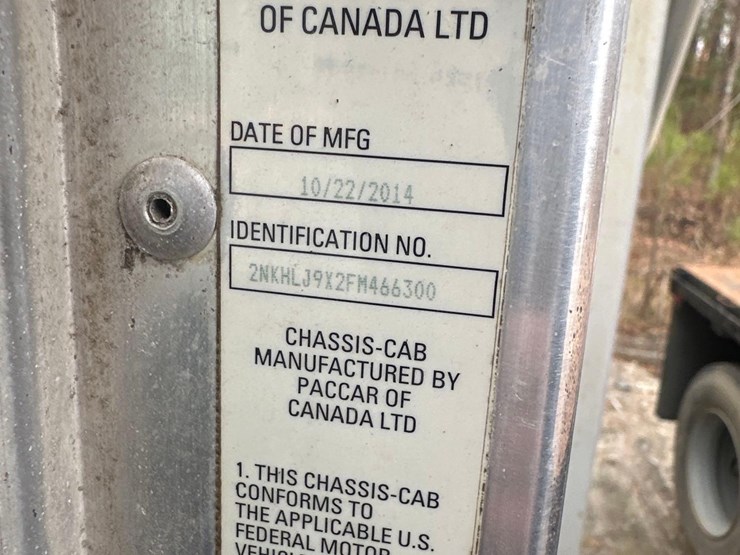 OF CANADA LTD
DATE OF MFG
10/22/2014
IDENTIFICATION NO.
2NKHLJ9X2FM466300
CHASSIS-CAB
MANUFACTURED BY
PACCAR OF
CANADA LTD
1. THIS CHASSIS-CAB
CONFORMS TO
THE APPLICABLE U.S.
FEDERAL MOTOR